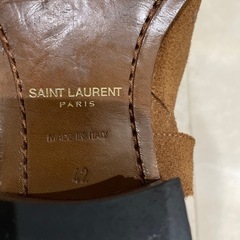 SAINT LAURENT
PARIS
MADE IN ITALY
42